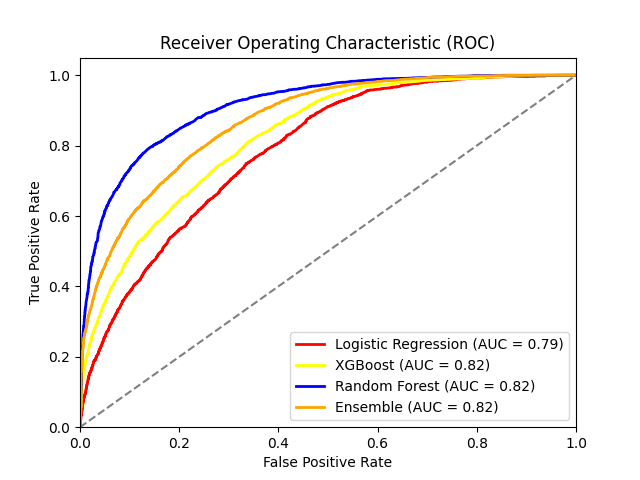 Receiver Operating Characteristic (ROC)
1.0
0.8
0.6
0.4
0.2
0.0
True Positive Rate
Logistic Regression (AUC = 0.79)
XGBoost (AUC = 0.82)
Random Forest (AUC = 0.82)
Ensemble (AUC = 0.82)
0.0 0.2 0.4 0.6 0.8 1.0
False Positive Rate